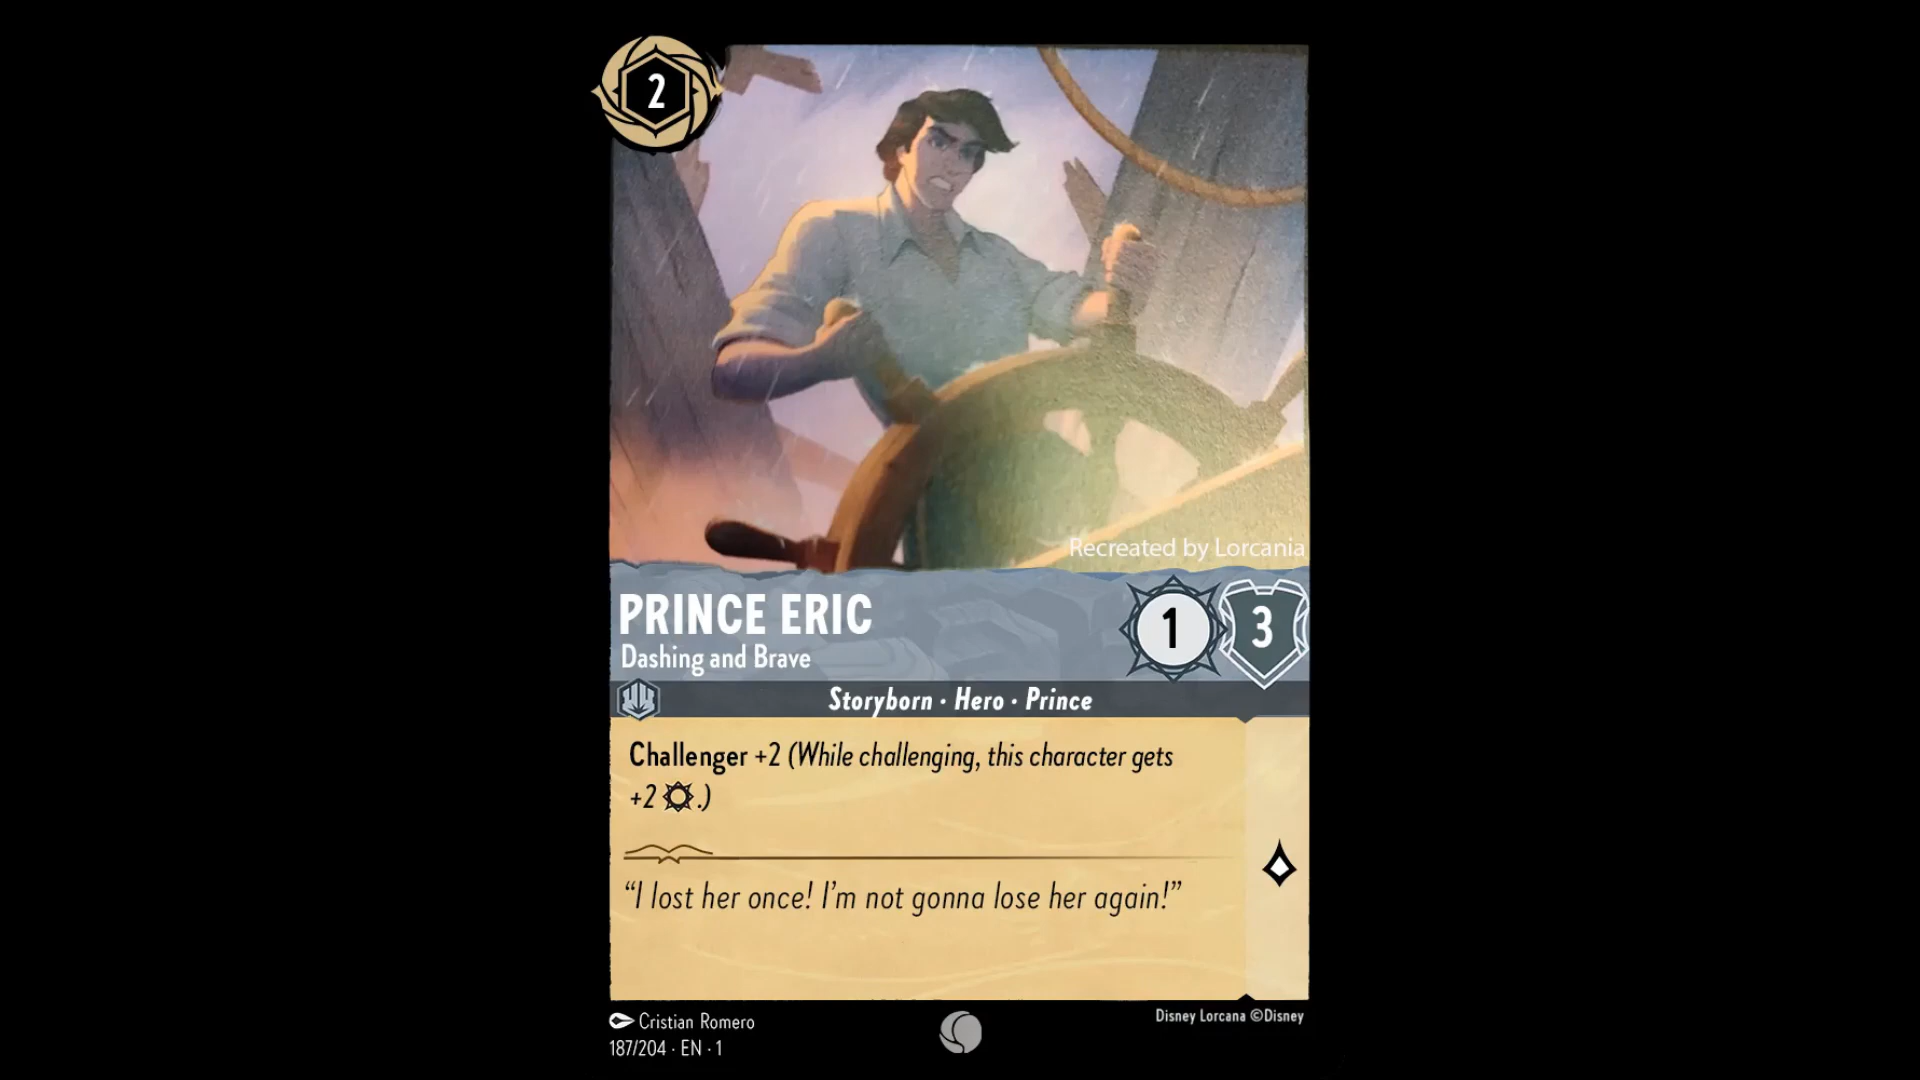 2
Recreated by Lorcania
PRINCE ERIC
Dashing and Brave
1
3
Storyborn · Hero · Prince
Challenger +2 (While challenging, this character gets
+2 .)
“I lost her once! I’m not gonna lose her again!”
Cristian Romero
187/204 · EN · 1
Disney Lorcana ©Disney